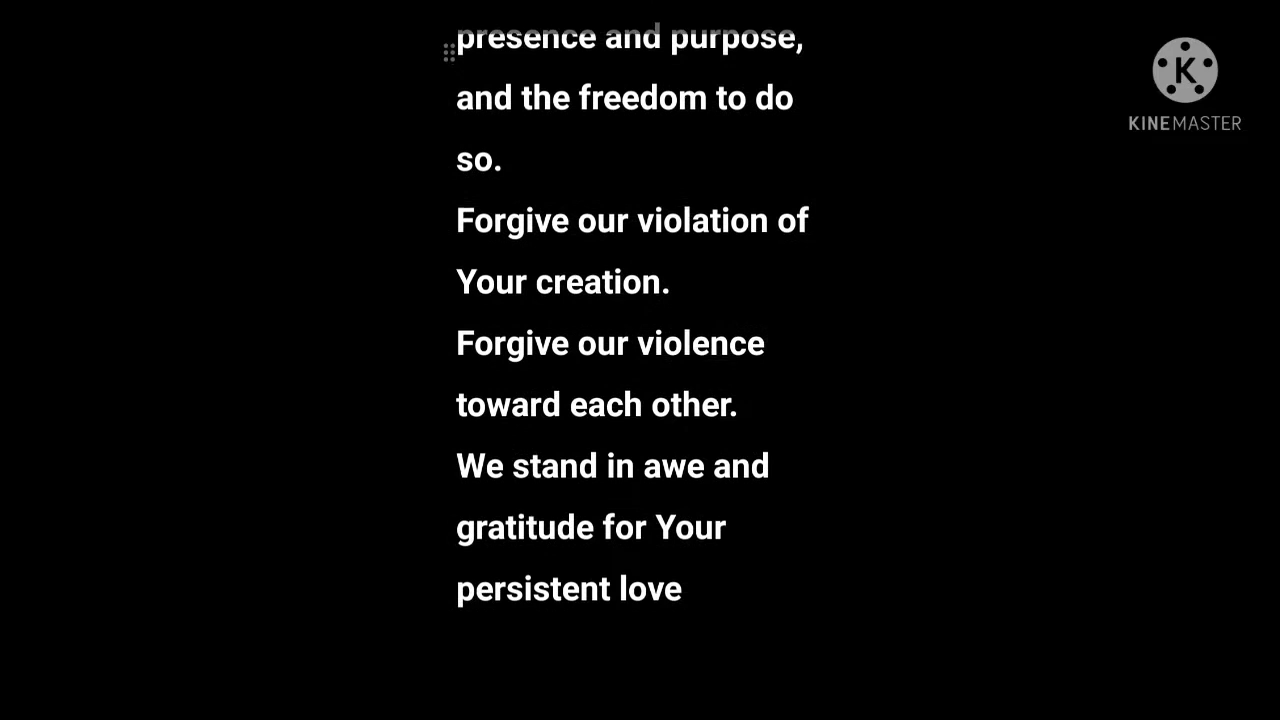 presence and purpose,
and the freedom to do
so.
Forgive our violation of
Your creation.
Forgive our violence
toward each other.
We stand in awe and
gratitude for Your
persistent love
K
KINEMASTER